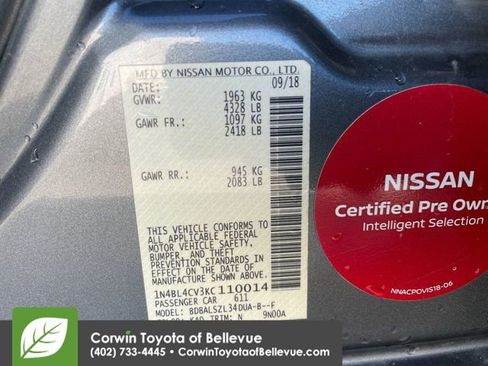 MFD BY NISSAN MOTOR CO., LTD.
DATE: 09/18
GVWR: 1963 KG
4328 LB
GAWR FR.: 1097 KG
2418 LB
GAWR RR.: 945 KG
2083 LB
THIS VEHICLE CONFORMS TO
ALL APPLICABLE FEDERAL
MOTOR VEHICLE SAFETY,
BUMPER, AND THEFT
PREVENTION STANDARDS
IN EFFECT ON THE DATE OF
MANUFACTURE SHOWN ABOVE.
1N4BL4CV3KC110014
PASSENGER CAR 611
MODEL: BDBALSZL34DUA-B--F
COLOR: KAD TRIM: N 9N00A
NISSAN
Certified Pre Own
Intelligent Selection
NNACPOVIS18-06
Corwin Toyota of Bellevue
(402) 733-4445 • CorwinToyotaofBellevue.com